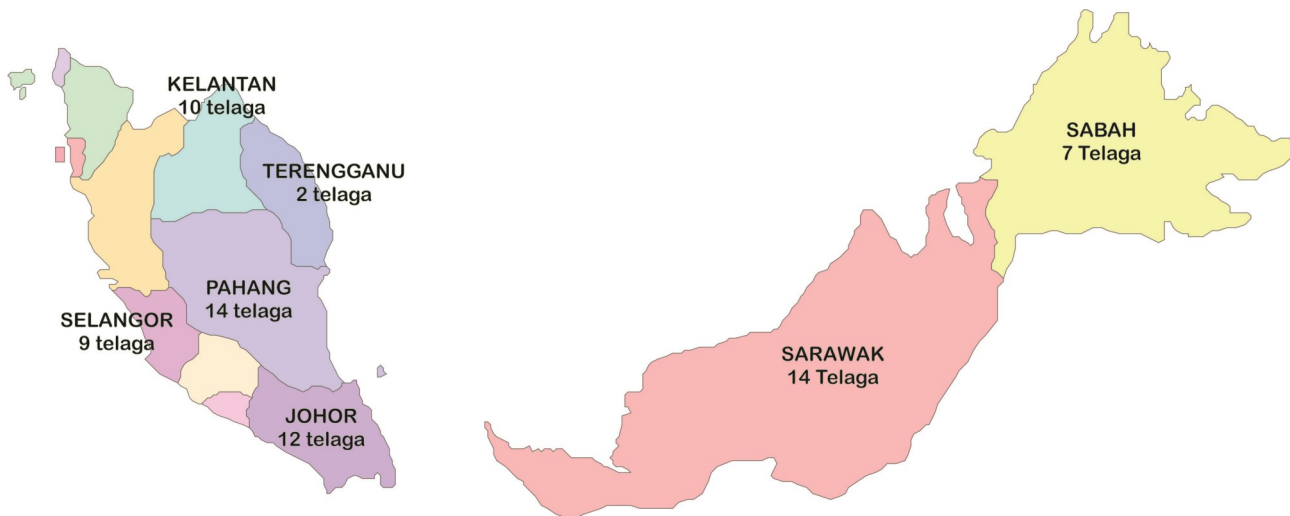 KELANTAN
10 telaga
TERENGGANU
2 telaga
PAHANG
14 telaga
SELANGOR
9 telaga
JOHOR
12 telaga
SABAH
7 Telaga
SARAWAK
14 Telaga